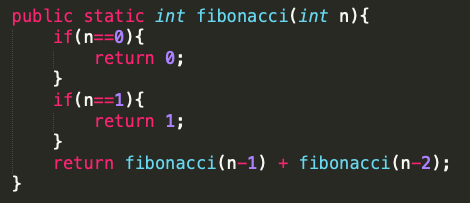 public static int fibonacci(int n){
    if(n==0){
        return 0;
    }
    if(n==1){
        return 1;
    }
    return fibonacci(n-1) + fibonacci(n-2);
}